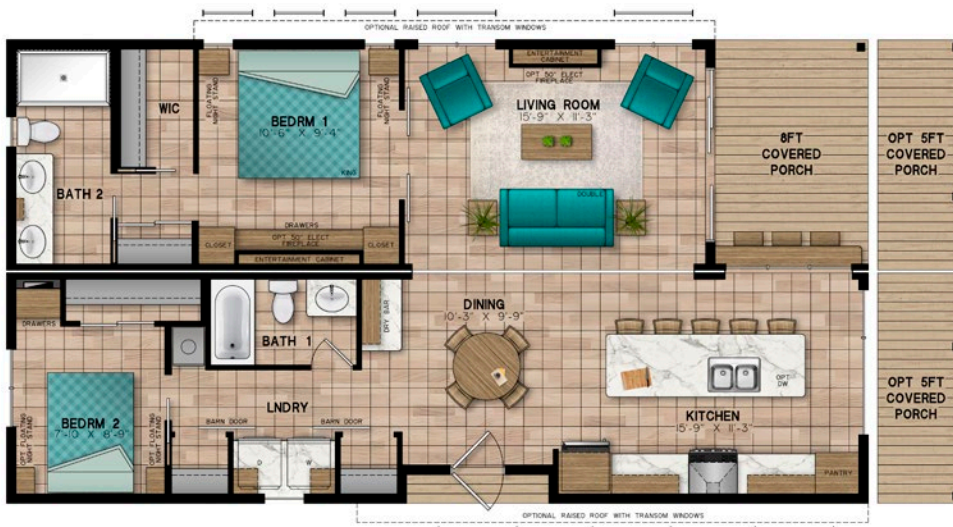 OPTIONAL RAISED ROOF WITH TRANSOM WINDOWS
ENTERTAINMENT
CABINET
OPT 50" ELECT
FIREPLACE
FLOATING
NIGHT STAND
FLOATING
NIGHT STAND
WIC
BEDRM 1
10'-6" X 9'-4"
KING
LIVING ROOM
15'-9" X 11'-3"
8FT
COVERED
PORCH
OPT 5FT
COVERED
PORCH
BATH 2
DOUBLE
DRAWERS
CLOSET
OPT 50" ELECT
FIREPLACE
CLOSET
ENTERTAINMENT CABINET
DRAWERS
BATH 1
DRY BAR
DINING
10'-3" X 9'-9"
OPT
DW
OPT 5FT
COVERED
PORCH
LNDRY
BARN DOOR
BARN DOOR
BEDRM 2
7'-10 X 8'-9"
OPT FLOATING
NIGHT STAND
OPT FLOATING
NIGHT STAND
KITCHEN
15'-9" X 11'-3"
D
W
PANTRY
OPTIONAL RAISED ROOF WITH TRANSOM WINDOWS